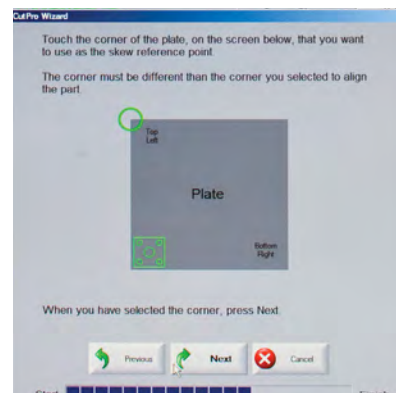 CutPro Wizard
Touch the corner of the plate, on the screen below, that you want
to use as the skew reference point.
The corner must be different than the corner you selected to align
the part.
Top
Left
Plate
Bottom
Right
When you have selected the corner, press Next.
Previous
Next
Cancel
Start
Finish